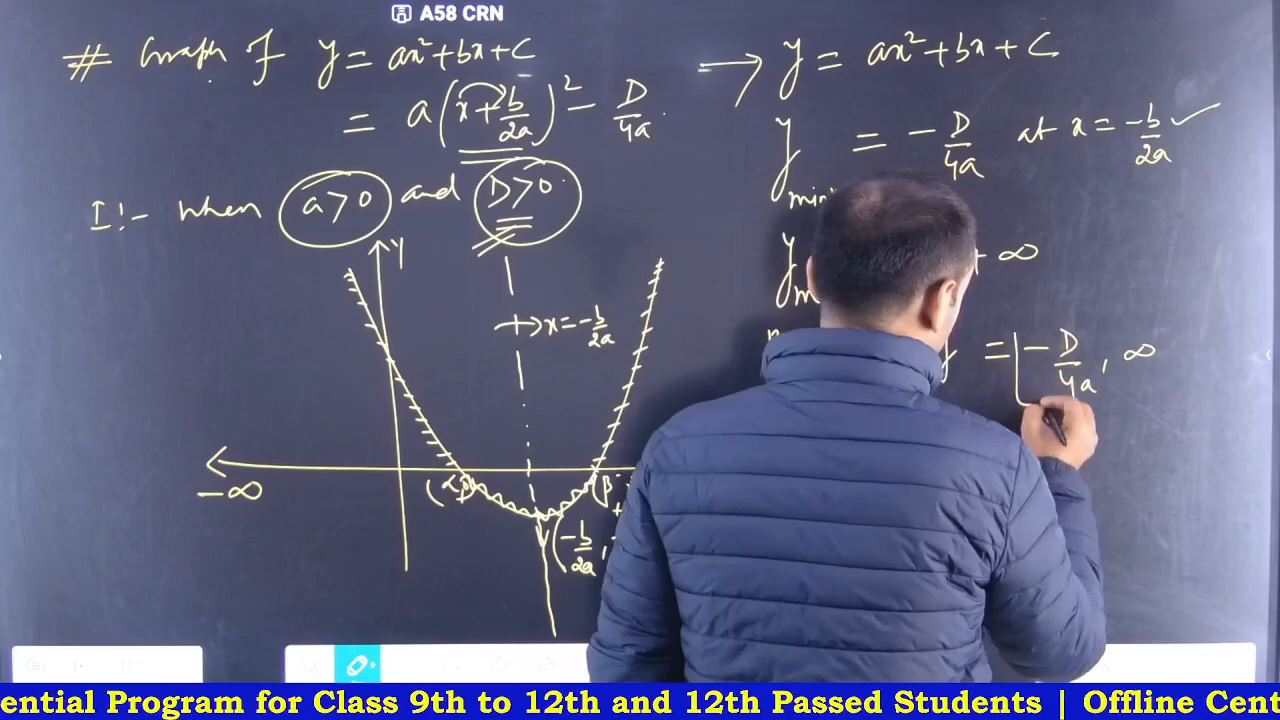 A58 CRN
# Graph of y = ax² + bx + c
= a(x + b/2a)² - D/4a
I :- When a > 0 and D > 0
Y
x = -b/2a
-∞
(α,
(β,
(-b/2a,
→ y = ax² + bx + c
y = - D/4a at x = -b/2a ✓
y ∞
= [- D/4a, ∞
ential Program for Class 9th to 12th and 12th Passed Students | Offline Cent